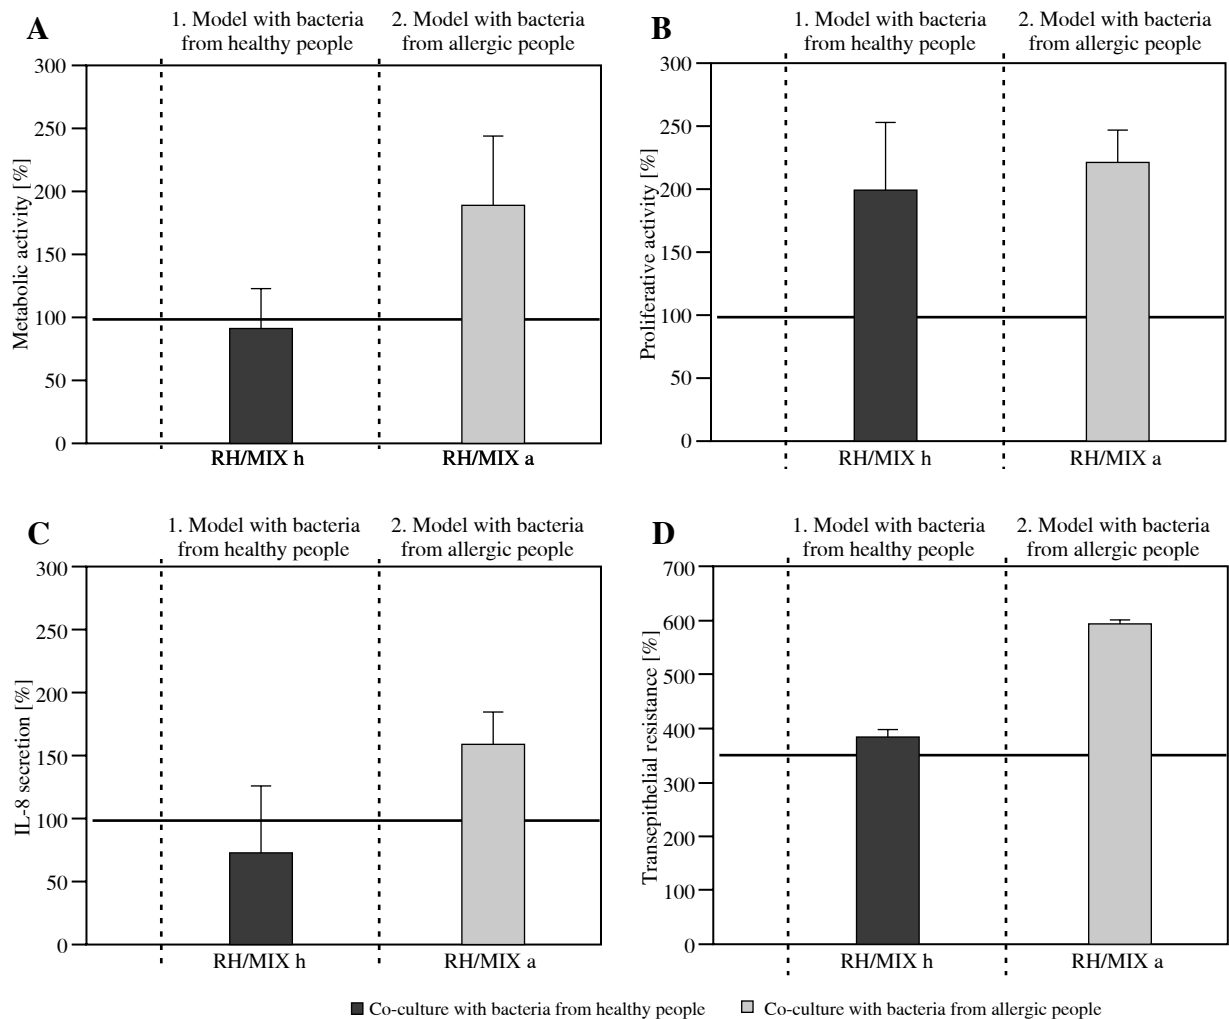 A
1. Model with bacteria
from healthy people
2. Model with bacteria
from allergic people
Metabolic activity [%]
300
250
200
150
100
50
0
RH/MIX h
RH/MIX a
B
1. Model with bacteria
from healthy people
2. Model with bacteria
from allergic people
Proliferative activity [%]
300
250
200
150
100
50
0
RH/MIX h
RH/MIX a
C
1. Model with bacteria
from healthy people
2. Model with bacteria
from allergic people
IL-8 secretion [%]
300
250
200
150
100
50
0
RH/MIX h
RH/MIX a
D
1. Model with bacteria
from healthy people
2. Model with bacteria
from allergic people
Transepithelial resistance [%]
700
600
500
400
300
200
100
0
RH/MIX h
RH/MIX a
Co-culture with bacteria from healthy people
Co-culture with bacteria from allergic people